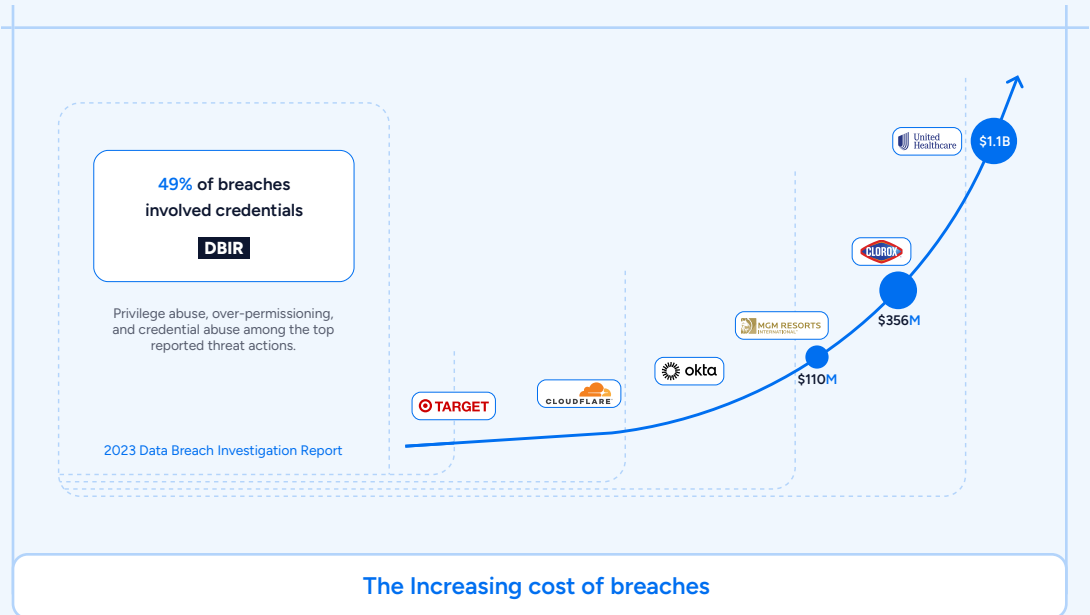 49% of breaches
involved credentials
DBIR
Privilege abuse, over-permissioning,
and credential abuse among the top
reported threat actions.
2023 Data Breach Investigation Report
TARGET
CLOUDFLARE
okta
MGM RESORTS
INTERNATIONAL
$110M
CLOROX
$356M
United
Healthcare
$1.1B
The Increasing cost of breaches